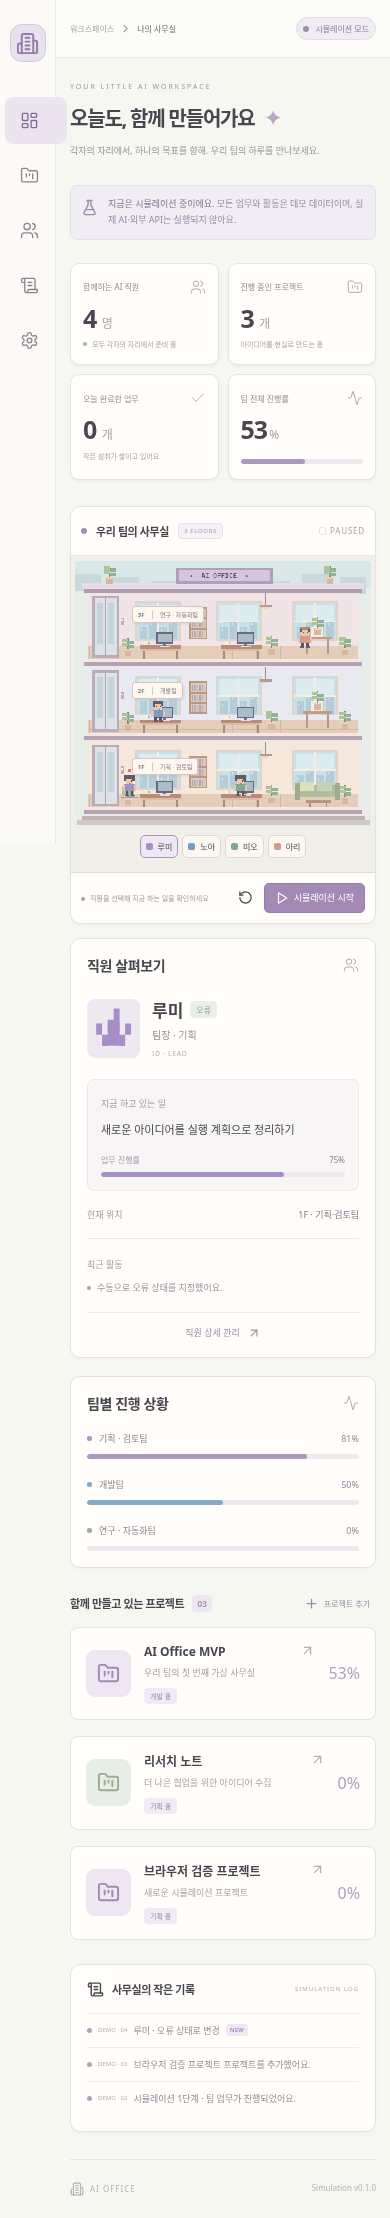 워크스페이스 > 나의 사무실
시뮬레이션 모드
YOUR LITTLE AI WORKSPACE
오늘도, 함께 만들어가요
각자의 자리에서, 하나의 목표를 향해. 우리 팀의 하루를 만나보세요.
지금은 시뮬레이션 중이에요. 모든 업무와 활동은 데모 데이터이며, 실
제 AI·외부 API는 실행되지 않아요.
함께하는 AI 직원
4 명
모두 각자의 자리에서 준비 중
진행 중인 프로젝트
3 개
아이디어를 현실로 만드는 중
오늘 완료한 업무
0 개
작은 성취가 쌓이고 있어요
팀 전체 진행률
53%
우리 팀의 사무실
3 FLOORS
PAUSED
AI OFFICE
3F 연구 · 자동화팀
2F 개발팀
1F 기획 · 검토팀
루미
노아
미오
아리
직원을 선택해 지금 하는 일을 확인하세요
시뮬레이션 시작
직원 살펴보기
루미 오류
팀장 · 기획
ID · LEAD
지금 하고 있는 일
새로운 아이디어를 실행 계획으로 정리하기
업무 진행률 75%
현재 위치 1F · 기획·검토팀
최근 활동
수동으로 오류 상태를 지정했어요.
직원 상세 관리
팀별 진행 상황
기획 · 검토팀 81%
개발팀 50%
연구 · 자동화팀 0%
함께 만들고 있는 프로젝트 03
프로젝트 추가
AI Office MVP
우리 팀의 첫 번째 가상 사무실
개발 중
53%
리서치 노트
더 나은 협업을 위한 아이디어 수집
기획 중
0%
브라우저 검증 프로젝트
새로운 시뮬레이션 프로젝트
기획 중
0%
사무실의 작은 기록
SIMULATION LOG
DEMO · 04 루미 · 오류 상태로 변경 NEW
DEMO · 03 브라우저 검증 프로젝트 프로젝트를 추가했어요.
DEMO · 02 시뮬레이션 1단계 · 팀 업무가 진행되었어요.
AI OFFICE
Simulation v0.1.0